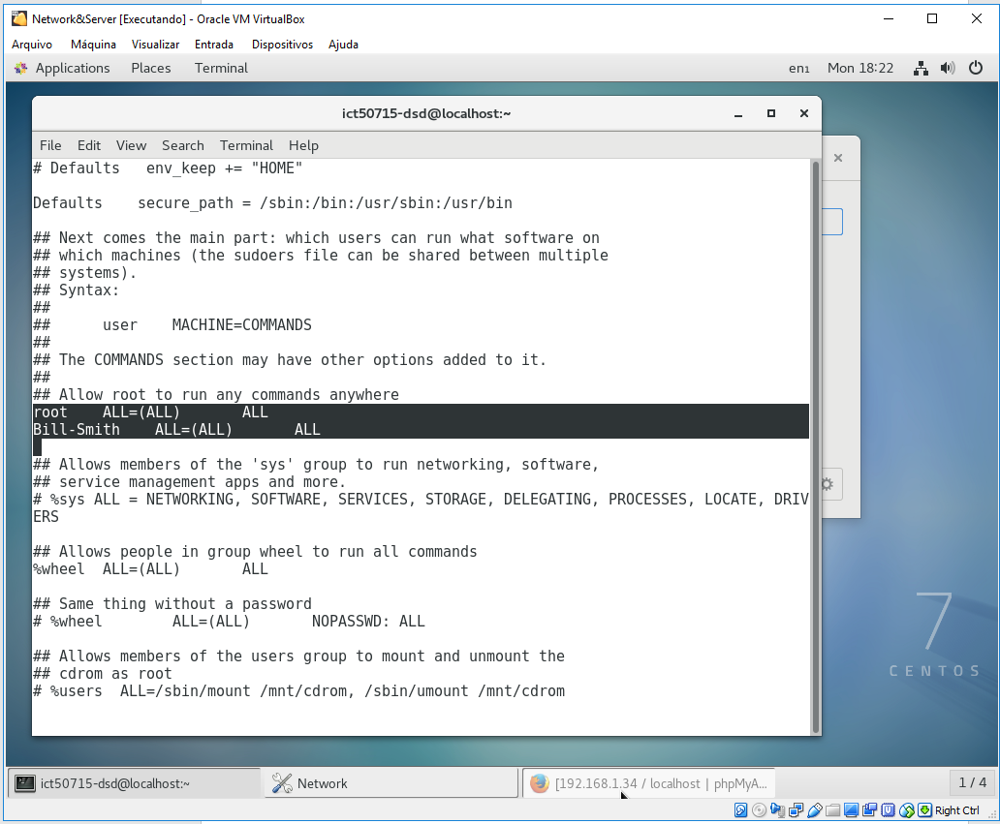 Network&Server [Executando] - Oracle VM VirtualBox
Arquivo Máquina Visualizar Entrada Dispositivos Ajuda
Applications Places Terminal en1 Mon 18:22
ict50715-dsd@localhost:~
File Edit View Search Terminal Help
# Defaults   env_keep += "HOME"
Defaults    secure_path = /sbin:/bin:/usr/sbin:/usr/bin
## Next comes the main part: which users can run what software on
## which machines (the sudoers file can be shared between multiple
## systems).
## Syntax:
##
##      user    MACHINE=COMMANDS
##
## The COMMANDS section may have other options added to it.
##
## Allow root to run any commands anywhere
root    ALL=(ALL)       ALL
Bill-Smith    ALL=(ALL)       ALL
## Allows members of the 'sys' group to run networking, software,
## service management apps and more.
# %sys ALL = NETWORKING, SOFTWARE, SERVICES, STORAGE, DELEGATING, PROCESSES, LOCATE, DRIV
ERS
## Allows people in group wheel to run all commands
%wheel  ALL=(ALL)       ALL
## Same thing without a password
# %wheel        ALL=(ALL)       NOPASSWD: ALL
## Allows members of the users group to mount and unmount the
## cdrom as root
# %users  ALL=/sbin/mount /mnt/cdrom, /sbin/umount /mnt/cdrom
7
CENTOS
ict50715-dsd@localhost:~ Network [192.168.1.34 / localhost | phpMyA... 1 / 4
Right Ctrl